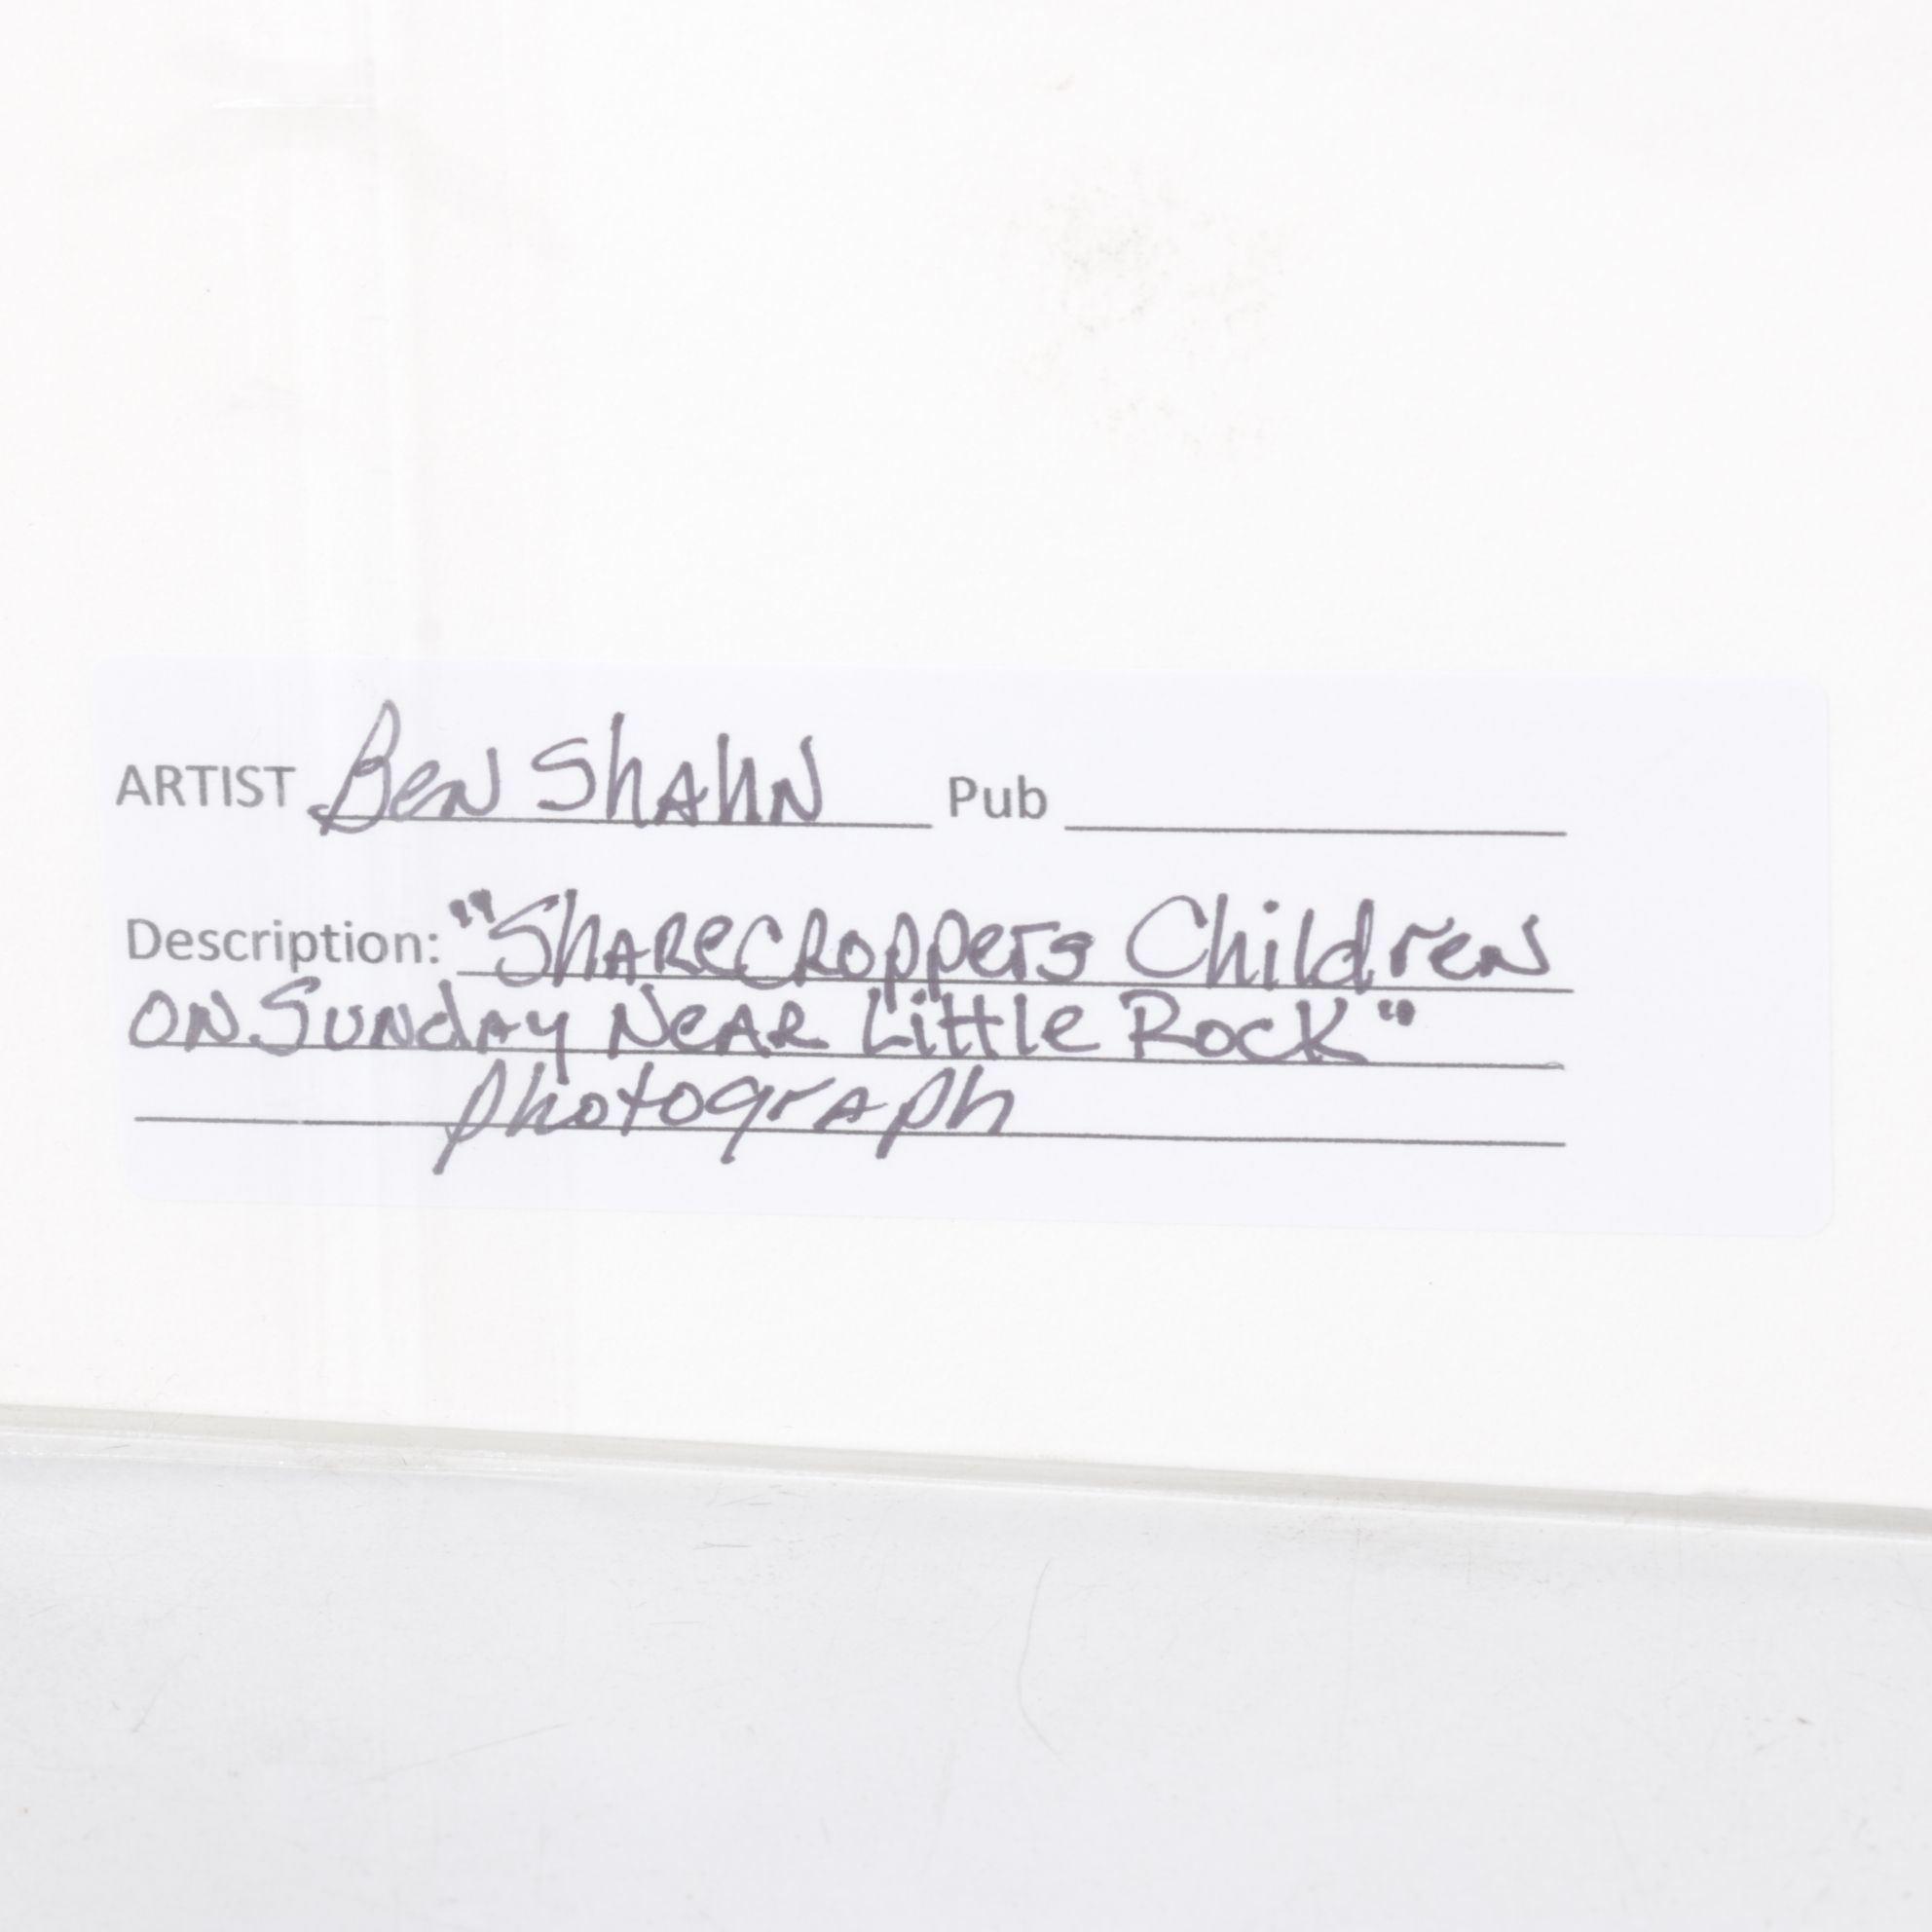 ARTIST Ben Shahn Pub
Description: "Sharecroppers Children
on Sunday Near Little Rock"
photograph